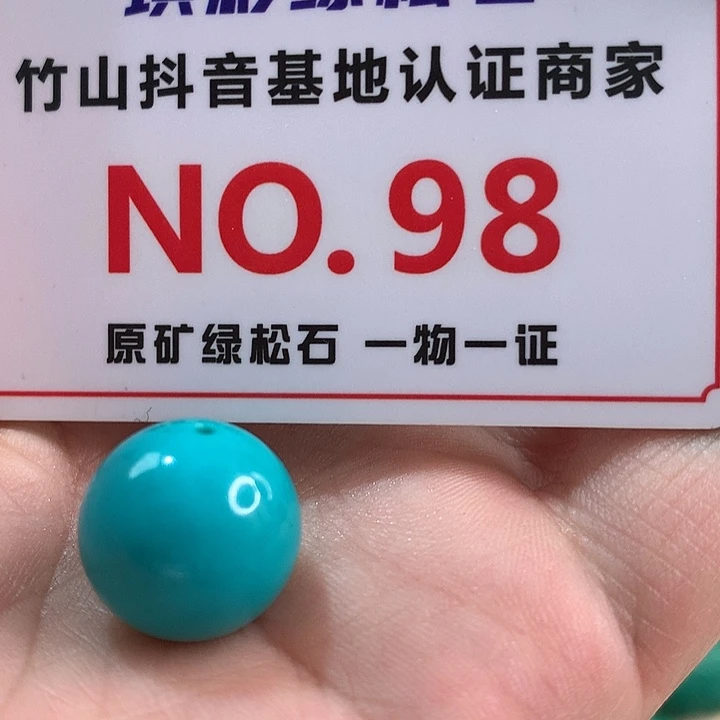 竹山抖音基地认证商家
NO.98
原矿绿松石 一物一证